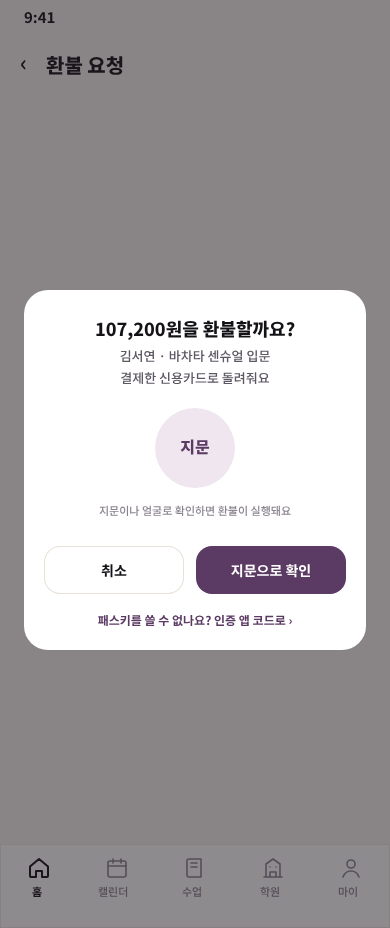 9:41
‹ 환불 요청
107,200원을 환불할까요?
김서연 · 바차타 센슈얼 입문
결제한 신용카드로 돌려줘요
지문
지문이나 얼굴로 확인하면 환불이 실행돼요
취소
지문으로 확인
패스키를 쓸 수 없나요? 인증 앱 코드로 ›
홈
캘린더
수업
학원
마이